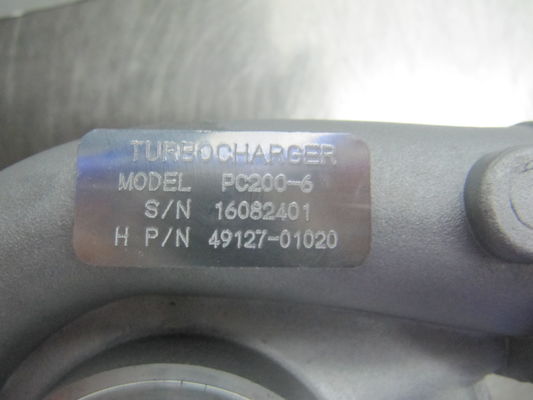 TURBOCHARGER
MODEL PC200-6
S/N 16082401
H P/N 49127-01020